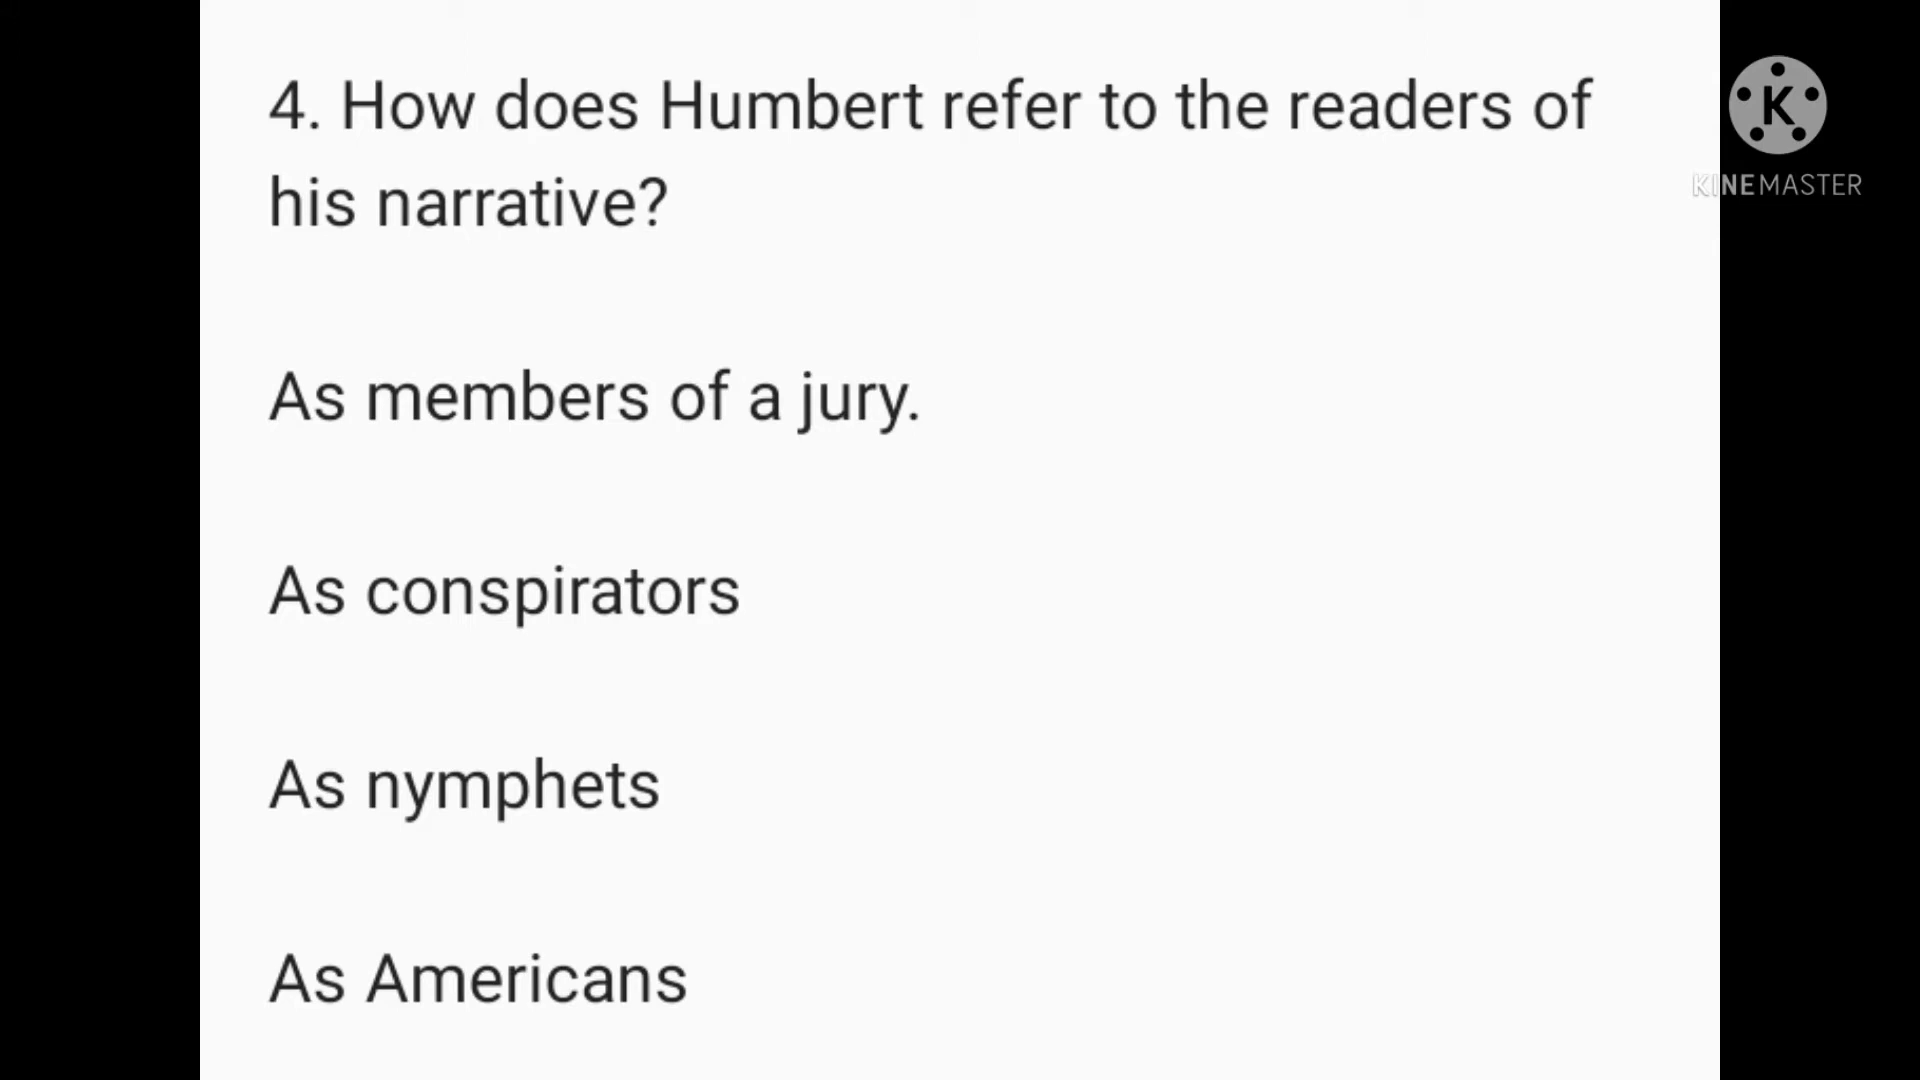 4. How does Humbert refer to the readers of
his narrative?
As members of a jury.
As conspirators
As nymphets
As Americans
K
KINEMASTER